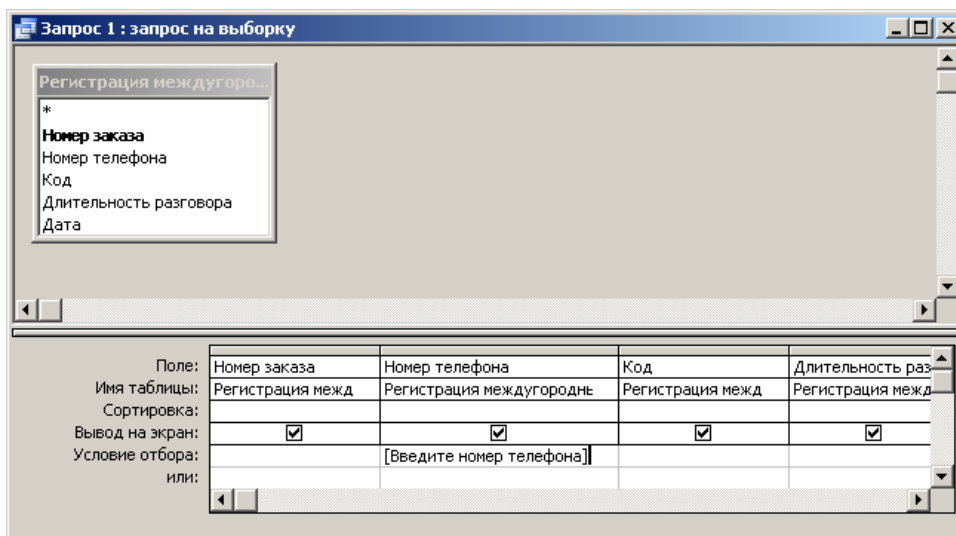 Запрос 1 : запрос на выборку
Регистрация междугоро...
*
Номер заказа
Номер телефона
Код
Длительность разговора
Дата
Поле: Номер заказа Номер телефона Код Длительность раз
Имя таблицы: Регистрация межд Регистрация междугородны Регистрация межд Регистрация межд
Сортировка:
Вывод на экран:
Условие отбора: [Введите номер телефона]
или: